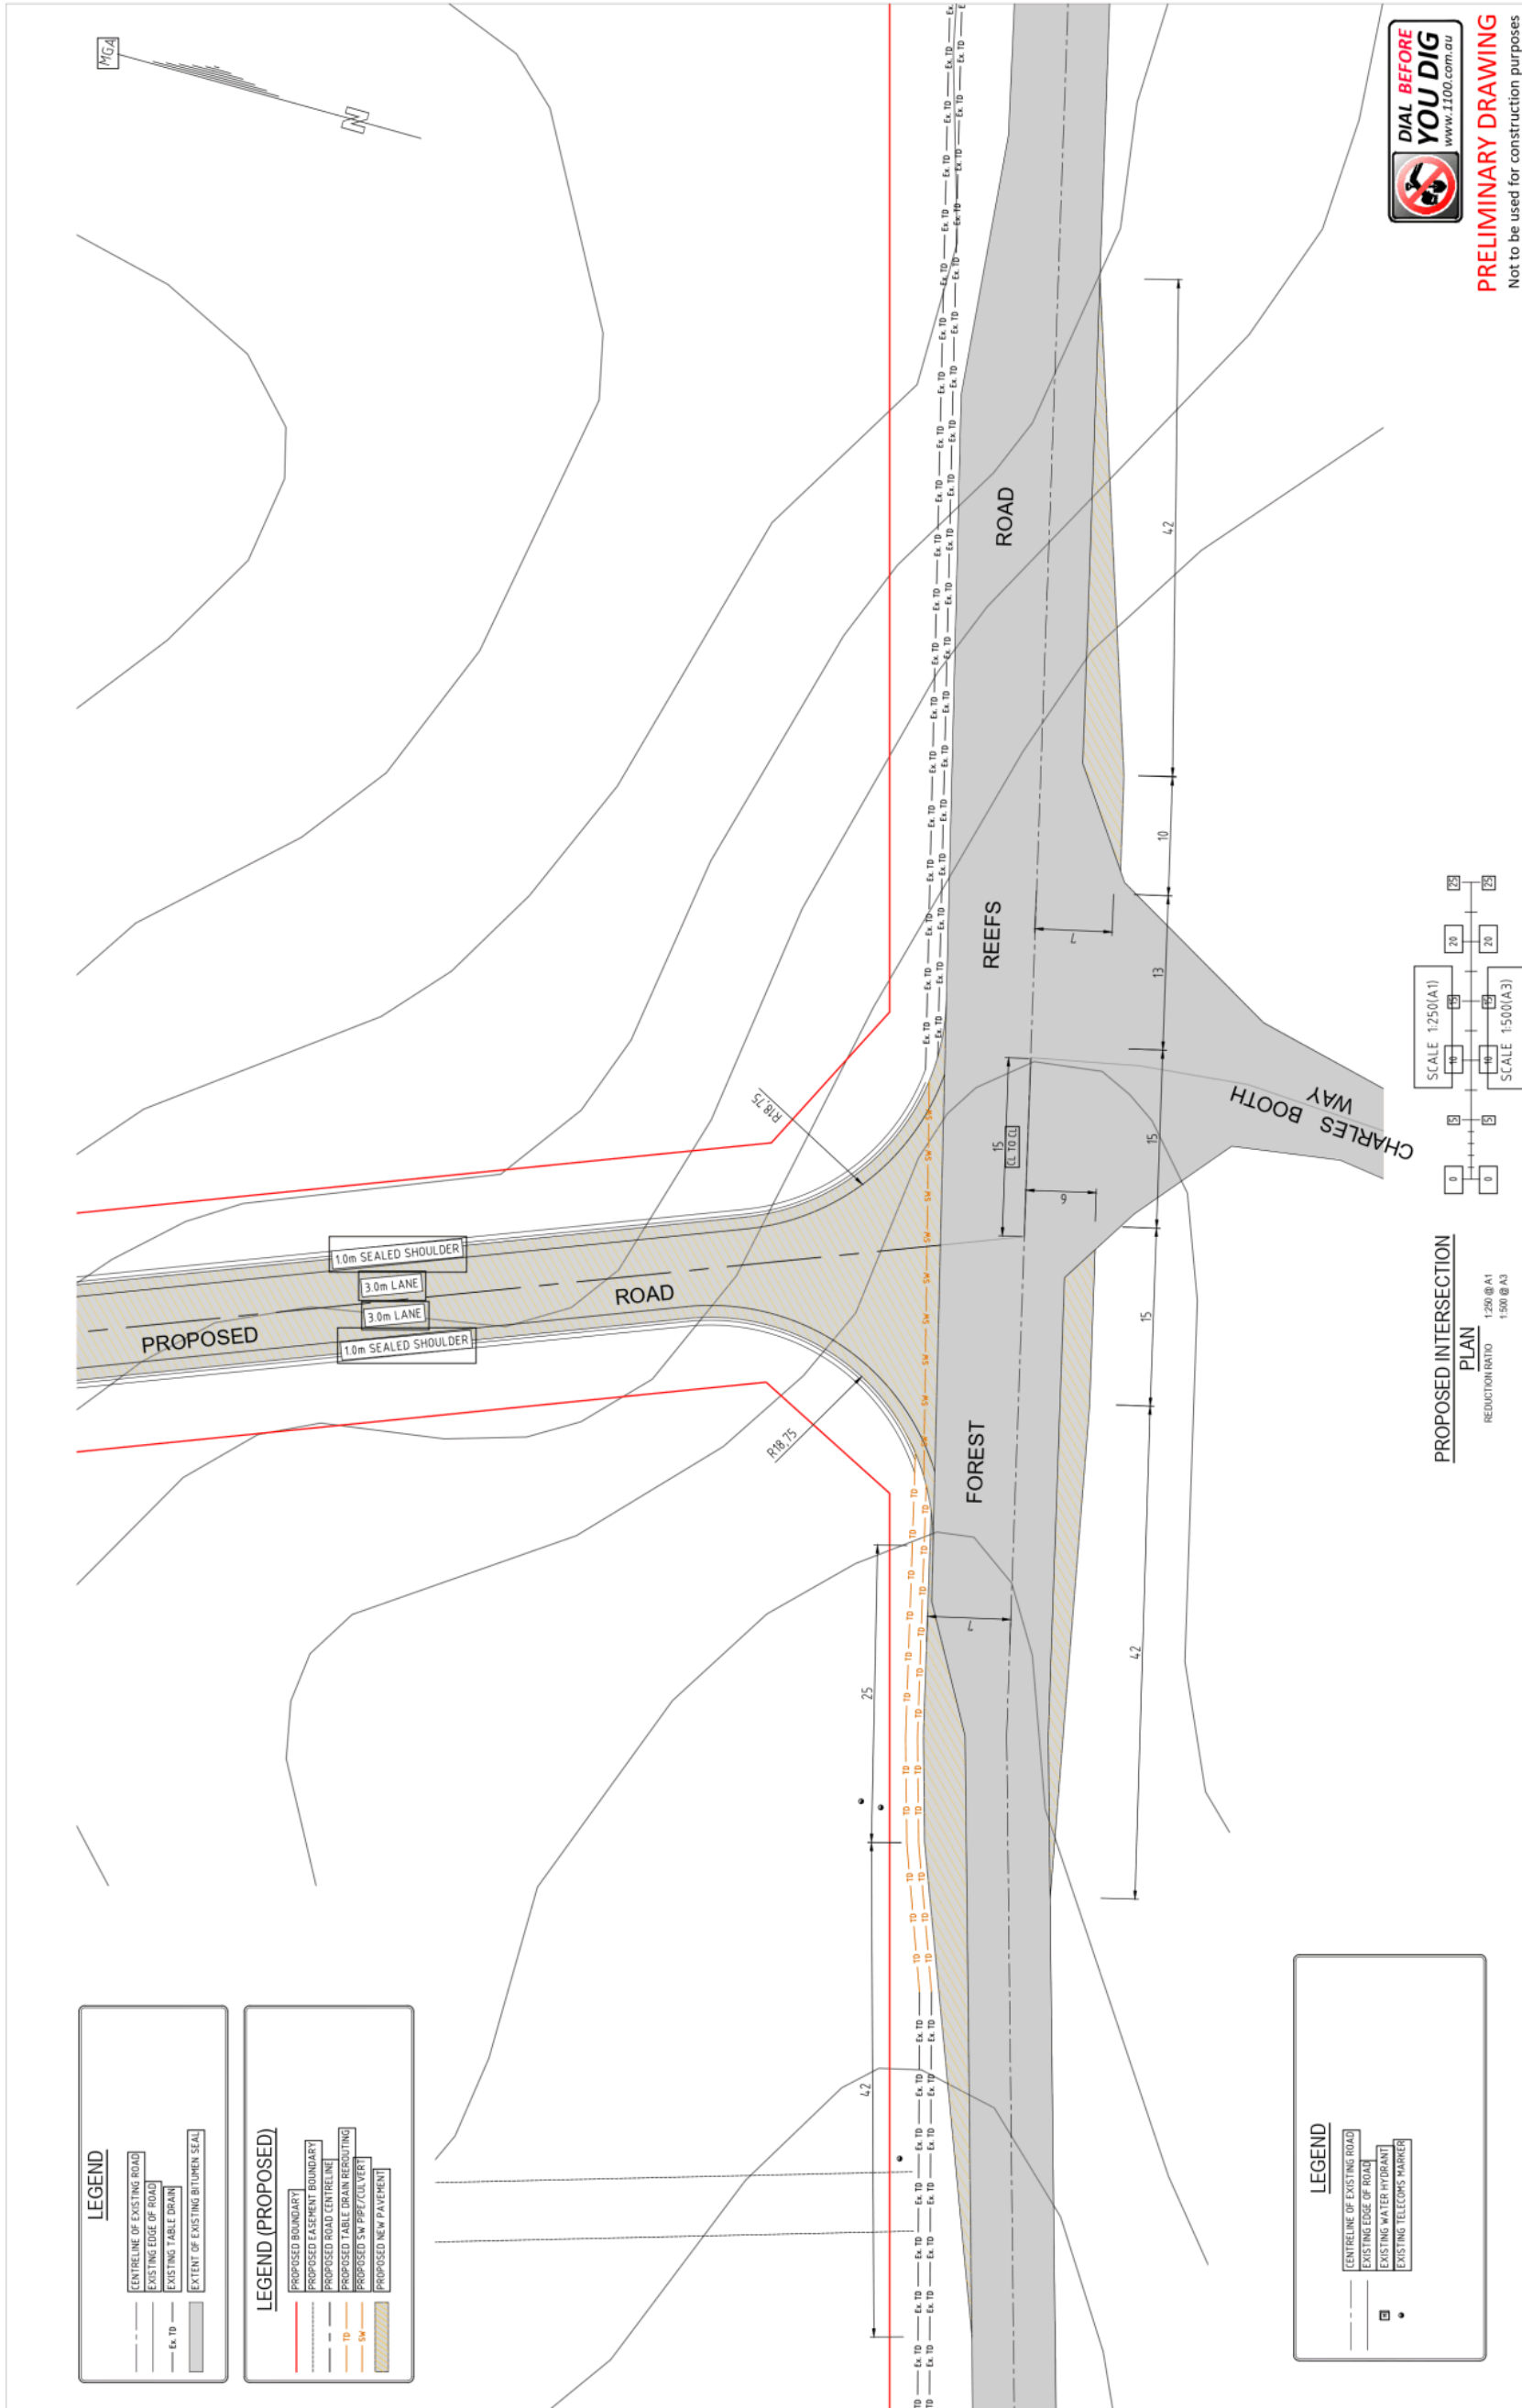 LEGEND
CENTRELINE OF EXISTING ROAD
EXISTING EDGE OF ROAD
Ex. TD
EXISTING TABLE DRAIN
EXTENT OF EXISTING BITUMEN SEAL
LEGEND (PROPOSED)
PROPOSED BOUNDARY
PROPOSED EASEMENT BOUNDARY
PROPOSED ROAD CENTRELINE
TD
PROPOSED TABLE DRAIN REROUTING
SW
PROPOSED SW PIPE/CULVERT
PROPOSED NEW PAVEMENT
MGA
N
PROPOSED
ROAD
1.0m SEALED SHOULDER
3.0m LANE
3.0m LANE
1.0m SEALED SHOULDER
R18,75
R18,75
42
25
7
FOREST
REEFS
ROAD
15
CL TO CL
9
7
42
15
15
13
10
42
CHARLES BOOTH
WAY
LEGEND
CENTRELINE OF EXISTING ROAD
EXISTING EDGE OF ROAD
EXISTING WATER HYDRANT
EXISTING TELECOMS MARKER
PROPOSED INTERSECTION
PLAN
REDUCTION RATIO
1:250 @ A1
1:500 @ A3
SCALE 1:250(A1)
0 5 10 15 20 25
0 5 10 15 20 25
SCALE 1:500(A3)
DIAL BEFORE
YOU DIG
www.1100.com.au
PRELIMINARY DRAWING
Not to be used for construction purposes